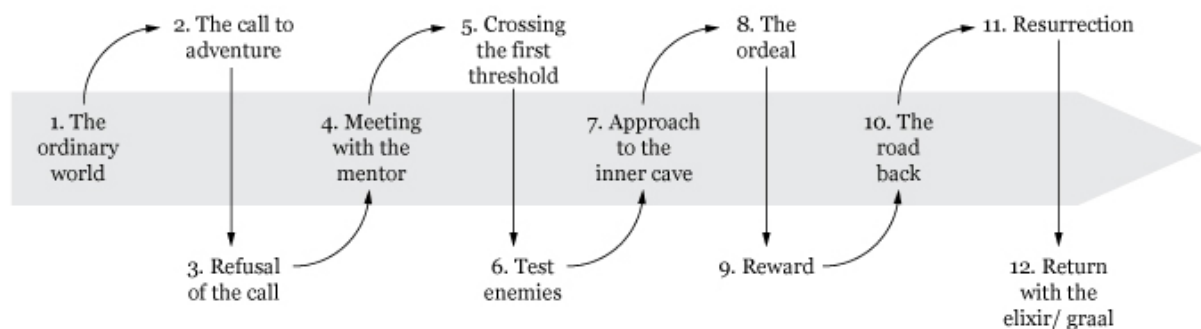 1. The
ordinary
world
2. The call to
adventure
3. Refusal
of the call
4. Meeting
with the
mentor
5. Crossing
the first
threshold
6. Test
enemies
7. Approach
to the
inner cave
8. The
ordeal
9. Reward
10. The
road
back
11. Resurrection
12. Return
with the
elixir/ graal